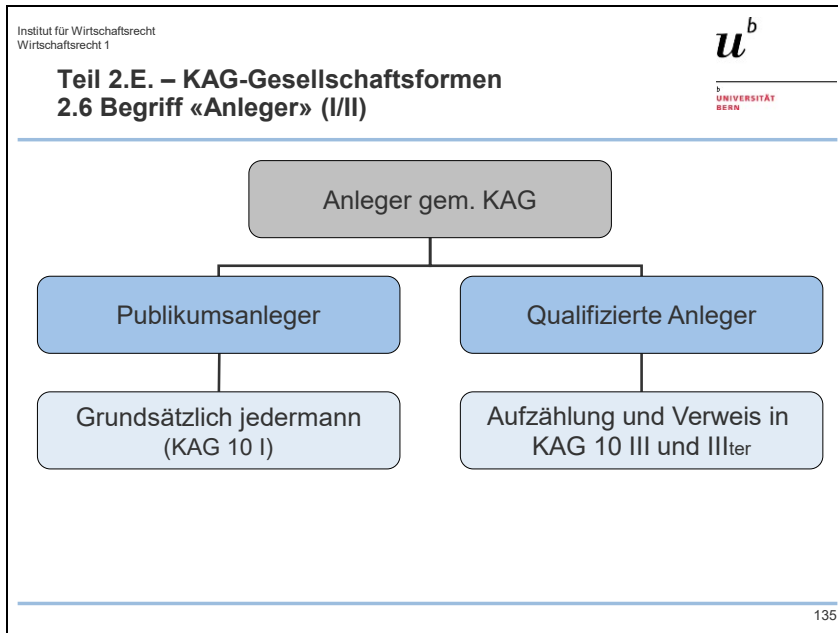 Institut für Wirtschaftsrecht
Wirtschaftsrecht 1
u^b
b
UNIVERSITÄT
BERN
Teil 2.E. – KAG-Gesellschaftsformen
2.6 Begriff «Anleger» (I/II)
Anleger gem. KAG
Publikumsanleger
Qualifizierte Anleger
Grundsätzlich jedermann
(KAG 10 I)
Aufzählung und Verweis in
KAG 10 III und IIIter
135